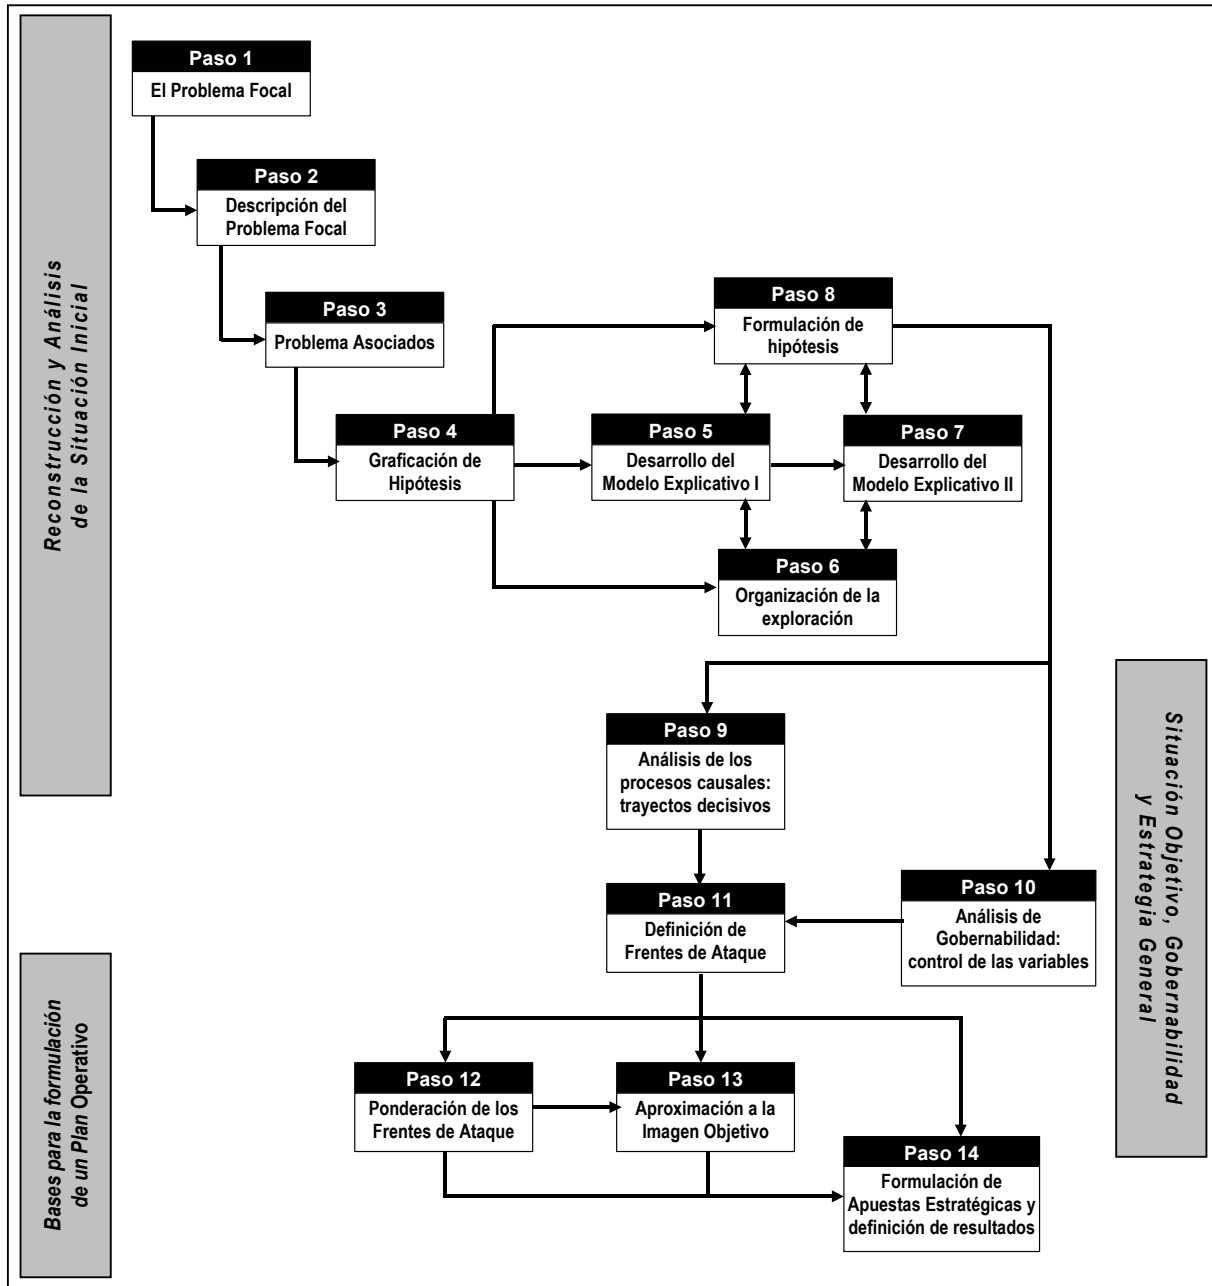 Reconstrucción y Análisis
de la Situación Inicial
Paso 1
El Problema Focal
Paso 2
Descripción del
Problema Focal
Paso 3
Problema Asociados
Paso 4
Graficación de
Hipótesis
Paso 8
Formulación de
hipótesis
Paso 5
Desarrollo del
Modelo Explicativo I
Paso 7
Desarrollo del
Modelo Explicativo II
Paso 6
Organización de la
exploración
Situación Objetivo, Gobernabilidad
y Estrategia General
Paso 9
Análisis de los
procesos causales:
trayectos decisivos
Paso 10
Análisis de
Gobernabilidad:
control de las variables
Paso 11
Definición de
Frentes de Ataque
Bases para la formulación
de un Plan Operativo
Paso 12
Ponderación de los
Frentes de Ataque
Paso 13
Aproximación a la
Imagen Objetivo
Paso 14
Formulación de
Apuestas Estratégicas y
definición de resultados